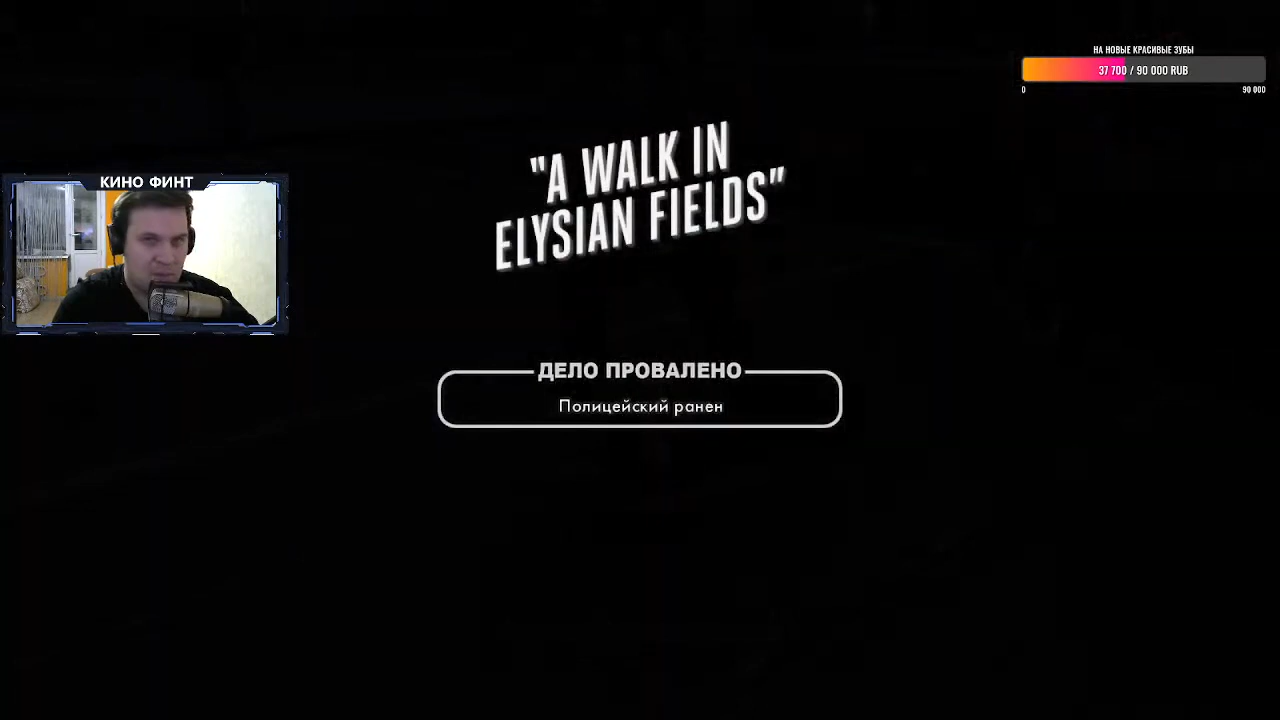 НА НОВЫЕ КРАСИВЫЕ ЗУБЫ
37 700 / 90 000 RUB
0
90 000
"A WALK IN
ELYSIAN FIELDS"
КИНО ФИНТ
ДЕЛО ПРОВАЛЕНО
Полицейский ранен